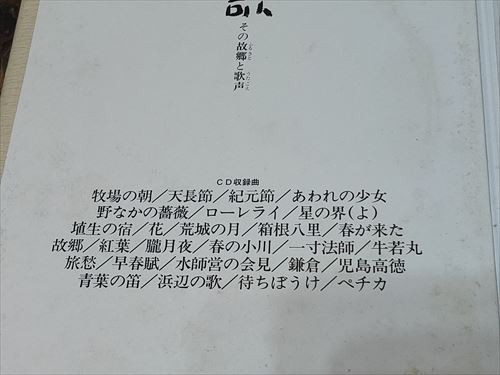 その故郷と歌声
ＣＤ収録曲
牧場の朝／天長節／紀元節／あわれの少女
野なかの薔薇／ローレライ／星の界(よ)
埴生の宿／花／荒城の月／箱根八里／春が来た
故郷／紅葉／朧月夜／春の小川／一寸法師／牛若丸
旅愁／早春賦／水師営の会見／鎌倉／児島高徳
青葉の笛／浜辺の歌／待ちぼうけ／ペチカ